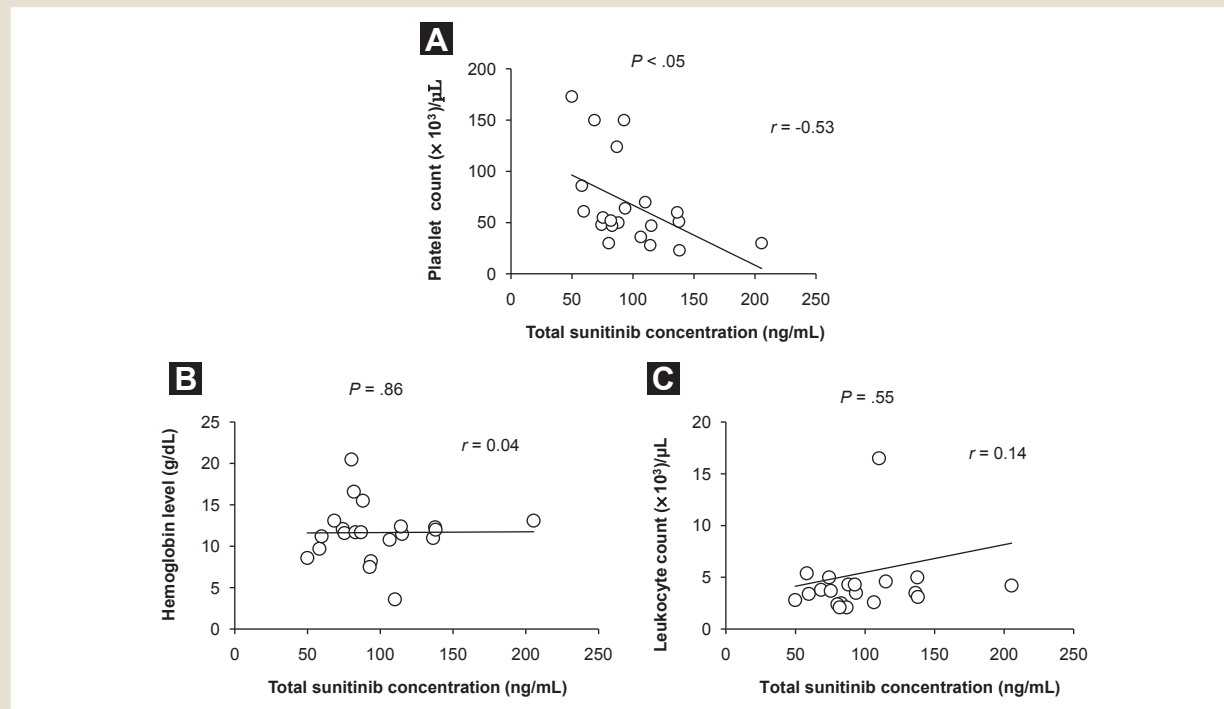 A
P < .05
r = -0.53
Platelet count (× 10³)/µL
200
150
100
50
0
0 50 100 150 200 250
Total sunitinib concentration (ng/mL)
B
P = .86
r = 0.04
Hemoglobin level (g/dL)
25
20
15
10
5
0
0 50 100 150 200 250
Total sunitinib concentration (ng/mL)
C
P = .55
r = 0.14
Leukocyte count (× 10³)/µL
20
15
10
5
0
0 50 100 150 200 250
Total sunitinib concentration (ng/mL)